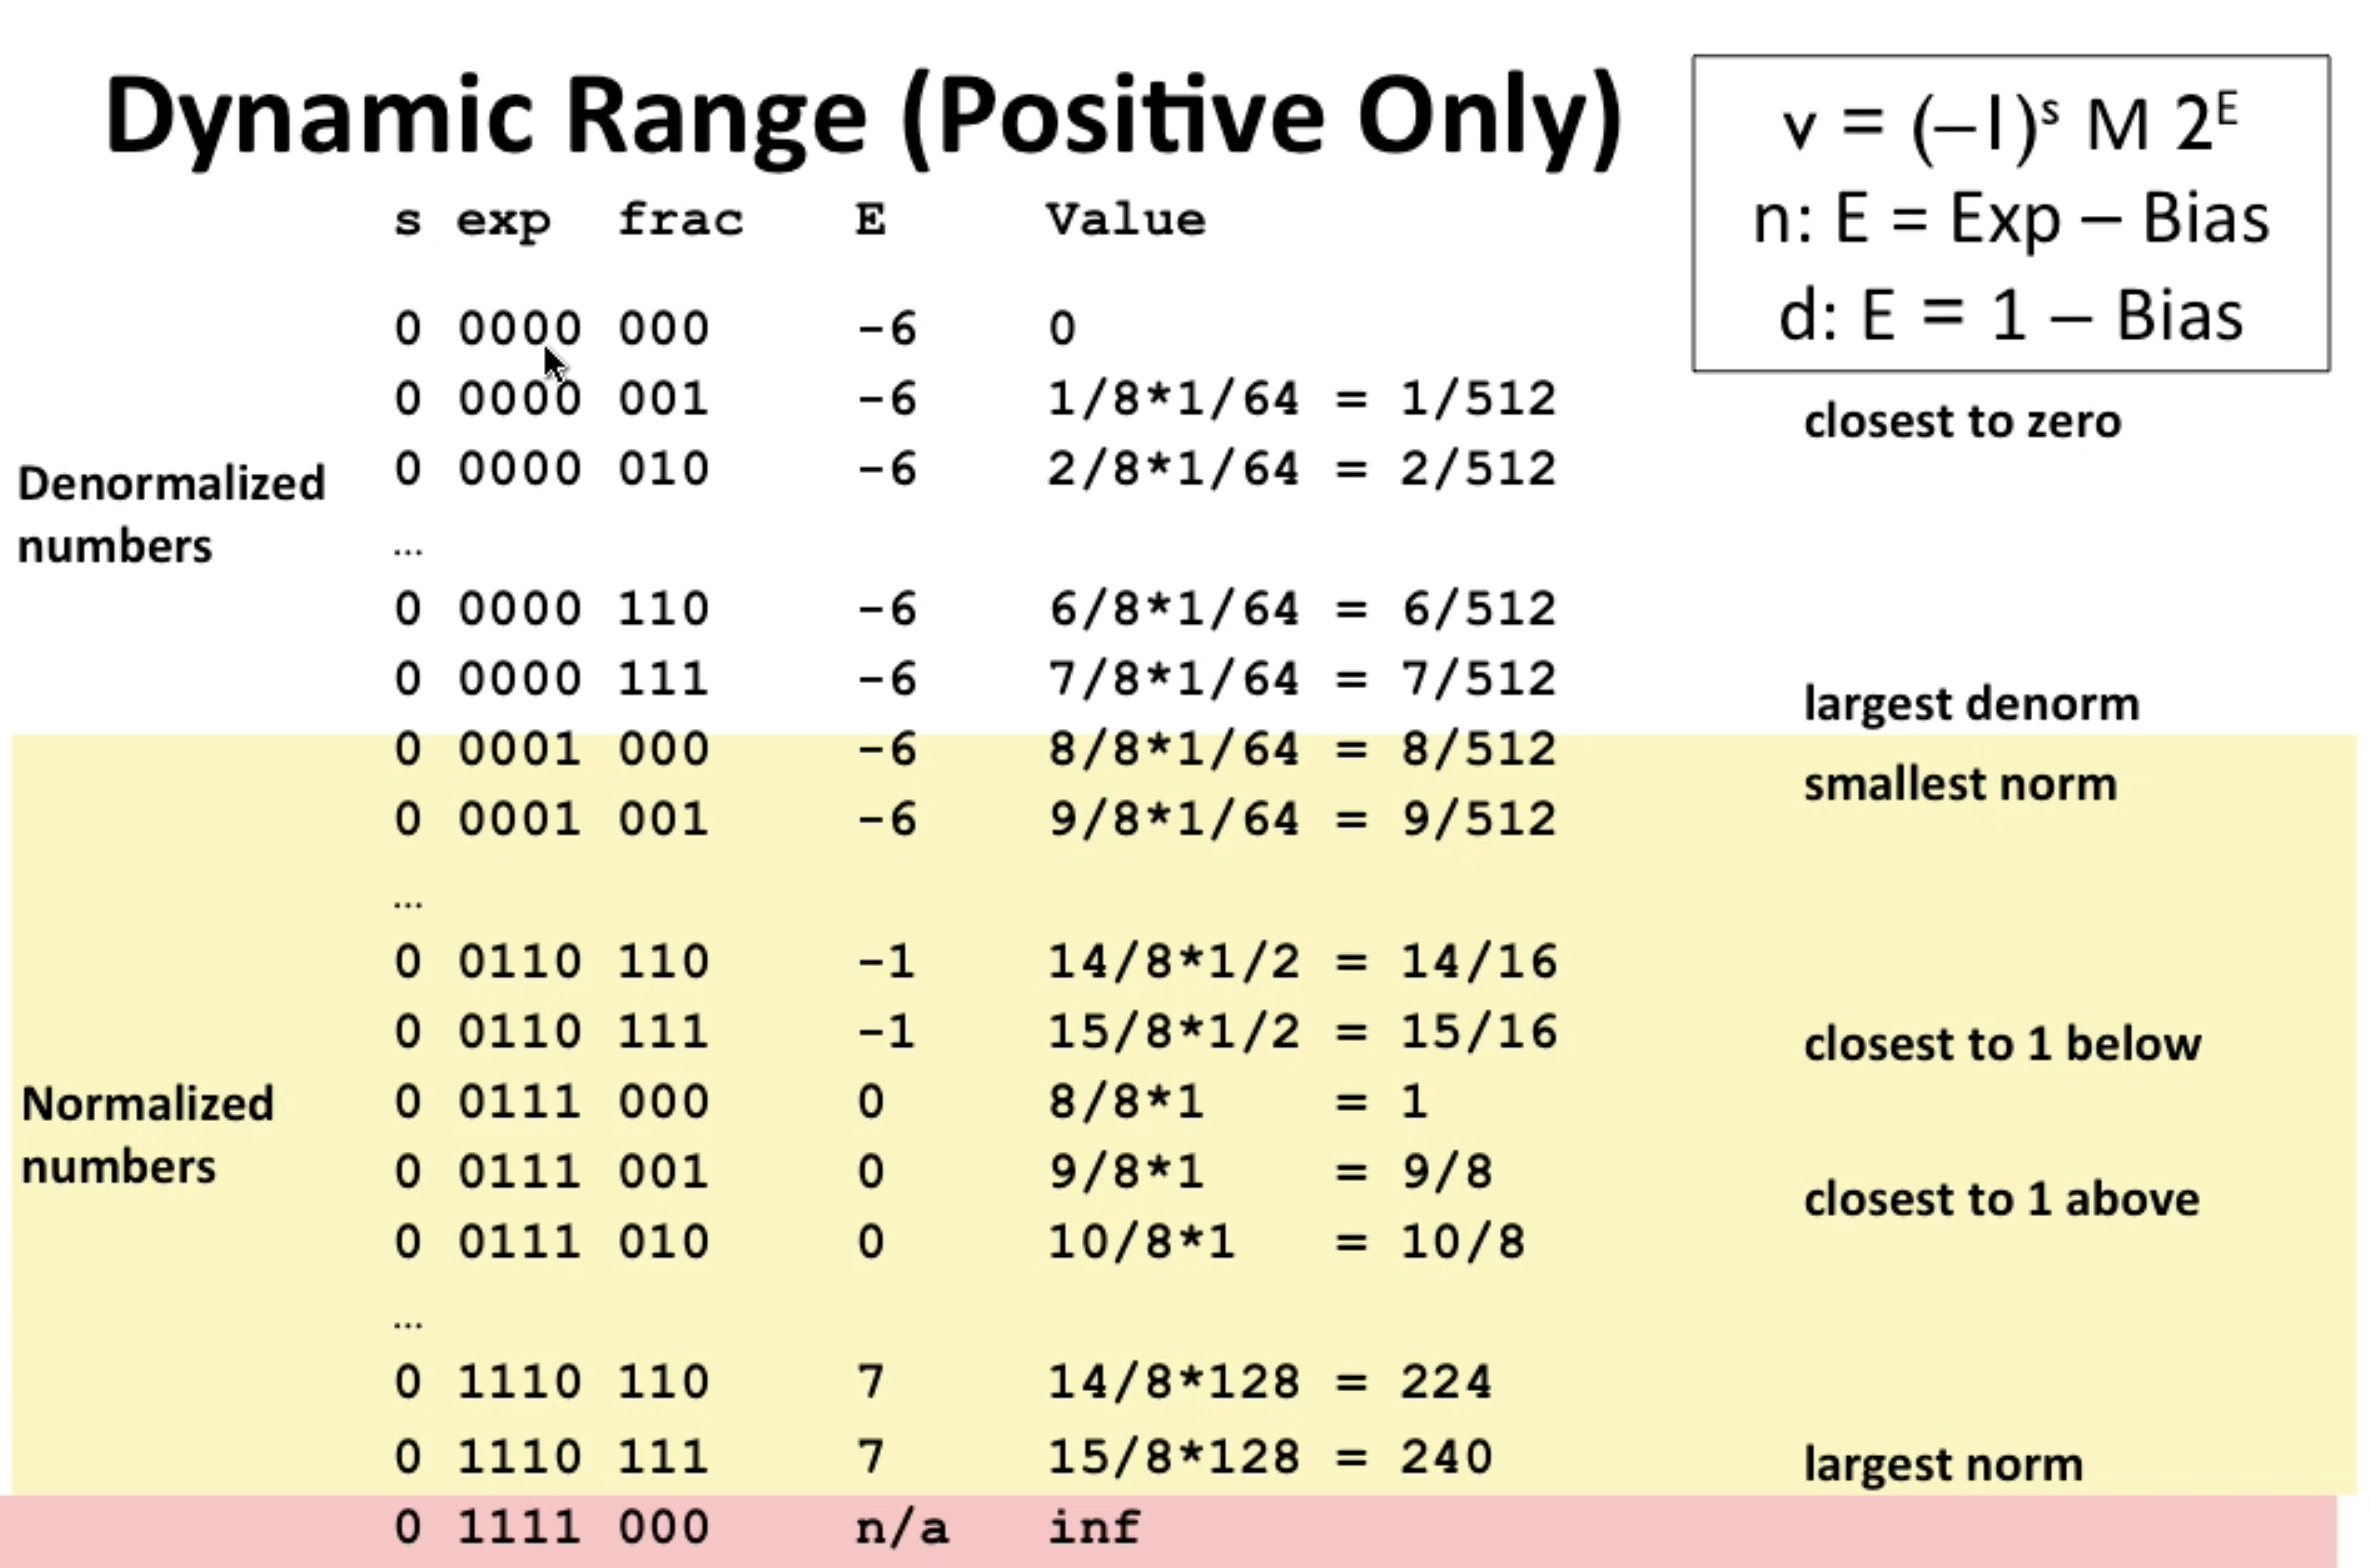 Dynamic Range (Positive Only)
v = (–1)ˢ M 2ᴱ
n: E = Exp – Bias
d: E = 1 – Bias
s exp frac E Value
0 0000 000 -6 0
0 0000 001 -6 1/8*1/64 = 1/512 closest to zero
0 0000 010 -6 2/8*1/64 = 2/512
Denormalized
numbers
...
0 0000 110 -6 6/8*1/64 = 6/512
0 0000 111 -6 7/8*1/64 = 7/512 largest denorm
0 0001 000 -6 8/8*1/64 = 8/512 smallest norm
0 0001 001 -6 9/8*1/64 = 9/512
...
0 0110 110 -1 14/8*1/2 = 14/16
0 0110 111 -1 15/8*1/2 = 15/16 closest to 1 below
Normalized
numbers
0 0111 000 0 8/8*1 = 1
0 0111 001 0 9/8*1 = 9/8 closest to 1 above
0 0111 010 0 10/8*1 = 10/8
...
0 1110 110 7 14/8*128 = 224
0 1110 111 7 15/8*128 = 240 largest norm
0 1111 000 n/a inf